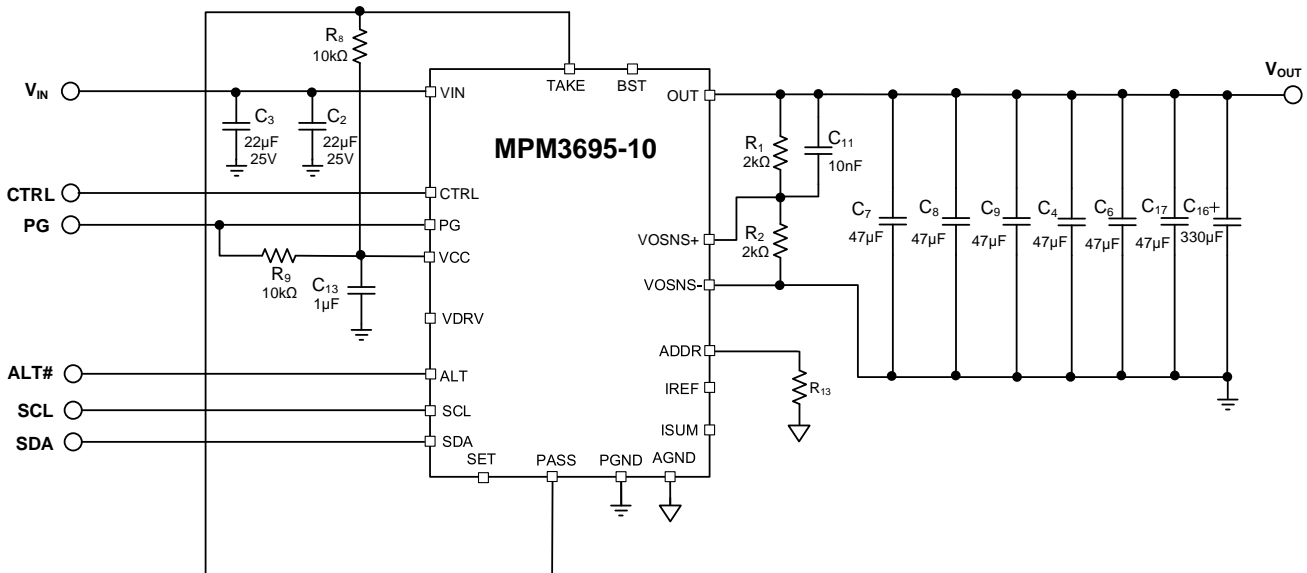 R8
10kΩ
VIN
TAKE
BST
VIN
OUT
VOUT
C3
22µF
25V
C2
22µF
25V
MPM3695-10
R1
2kΩ
C11
10nF
CTRL
CTRL
PG
PG
VOSNS+
R2
2kΩ
C7
47µF
C8
47µF
C9
47µF
C4
47µF
C6
47µF
C17
47µF
C16+
330µF
VCC
R9
10kΩ
C13
1µF
VOSNS-
VDRV
ADDR
R13
ALT#
ALT
IREF
SCL
SCL
ISUM
SDA
SDA
SET
PASS
PGND
AGND